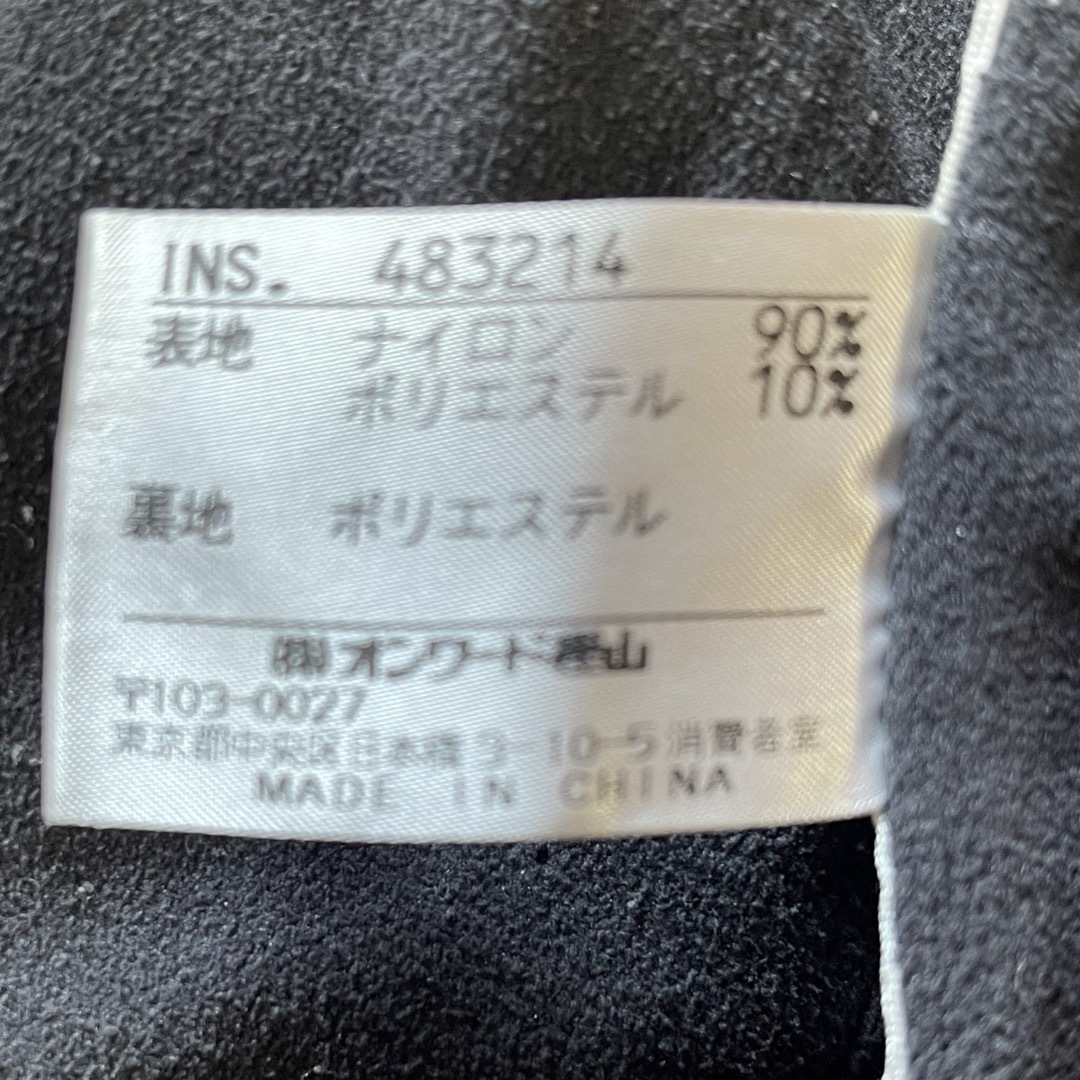 INS. 483214
表地 ナイロン 90%
ポリエステル 10%
裏地 ポリエステル
㈱オンワード樫山
〒103-0027
東京都中央区日本橋3-10-5消費者室
MADE IN CHINA